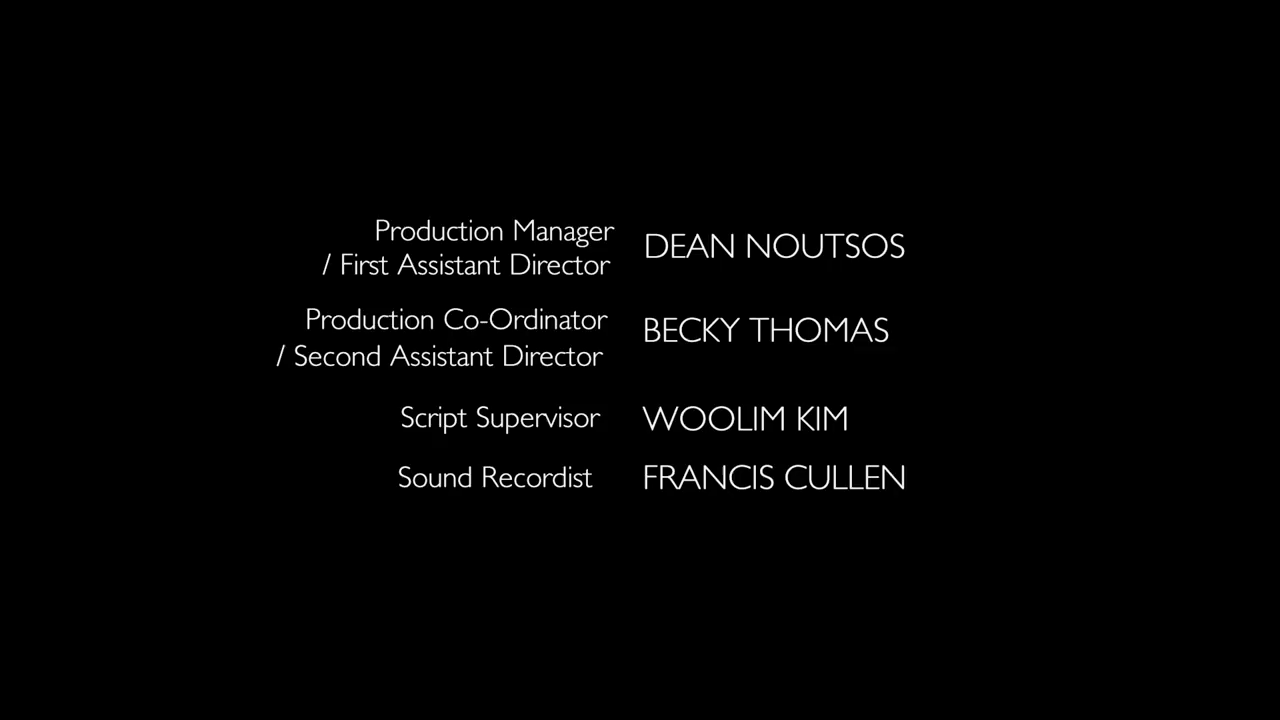 Production Manager
/ First Assistant Director
DEAN NOUTSOS
Production Co-Ordinator
/ Second Assistant Director
BECKY THOMAS
Script Supervisor WOOLIM KIM
Sound Recordist FRANCIS CULLEN